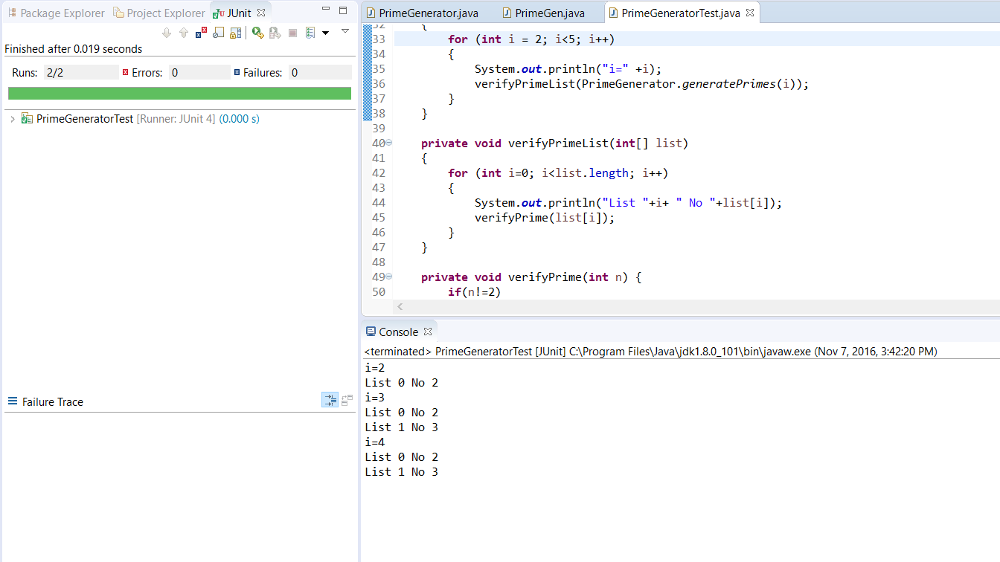 Package Explorer Project Explorer JUnit
Finished after 0.019 seconds
Runs: 2/2 Errors: 0 Failures: 0
PrimeGeneratorTest [Runner: JUnit 4] (0.000 s)
Failure Trace
PrimeGenerator.java PrimeGen.java PrimeGeneratorTest.java
32 {
33 for (int i = 2; i<5; i++)
34 {
35 System.out.println("i=" +i);
36 verifyPrimeList(PrimeGenerator.generatePrimes(i));
37 }
38 }
39
40 private void verifyPrimeList(int[] list)
41 {
42 for (int i=0; i<list.length; i++)
43 {
44 System.out.println("List "+i+ " No "+list[i]);
45 verifyPrime(list[i]);
46 }
47 }
48
49 private void verifyPrime(int n) {
50 if(n!=2)
Console
<terminated> PrimeGeneratorTest [JUnit] C:\Program Files\Java\jdk1.8.0_101\bin\javaw.exe (Nov 7, 2016, 3:42:20 PM)
i=2
List 0 No 2
i=3
List 0 No 2
List 1 No 3
i=4
List 0 No 2
List 1 No 3